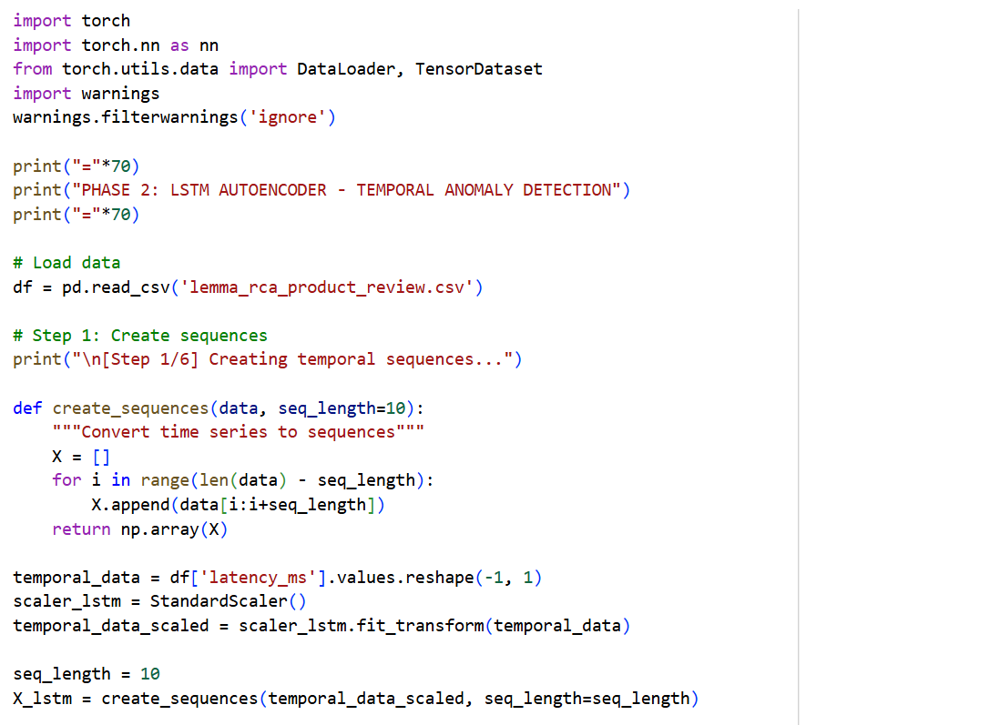 import torch
import torch.nn as nn
from torch.utils.data import DataLoader, TensorDataset
import warnings
warnings.filterwarnings('ignore')

print("="*70)
print("PHASE 2: LSTM AUTOENCODER - TEMPORAL ANOMALY DETECTION")
print("="*70)

# Load data
df = pd.read_csv('lemma_rca_product_review.csv')

# Step 1: Create sequences
print("\n[Step 1/6] Creating temporal sequences...")

def create_sequences(data, seq_length=10):
    """Convert time series to sequences"""
    X = []
    for i in range(len(data) - seq_length):
        X.append(data[i:i+seq_length])
    return np.array(X)

temporal_data = df['latency_ms'].values.reshape(-1, 1)
scaler_lstm = StandardScaler()
temporal_data_scaled = scaler_lstm.fit_transform(temporal_data)

seq_length = 10
X_lstm = create_sequences(temporal_data_scaled, seq_length=seq_length)